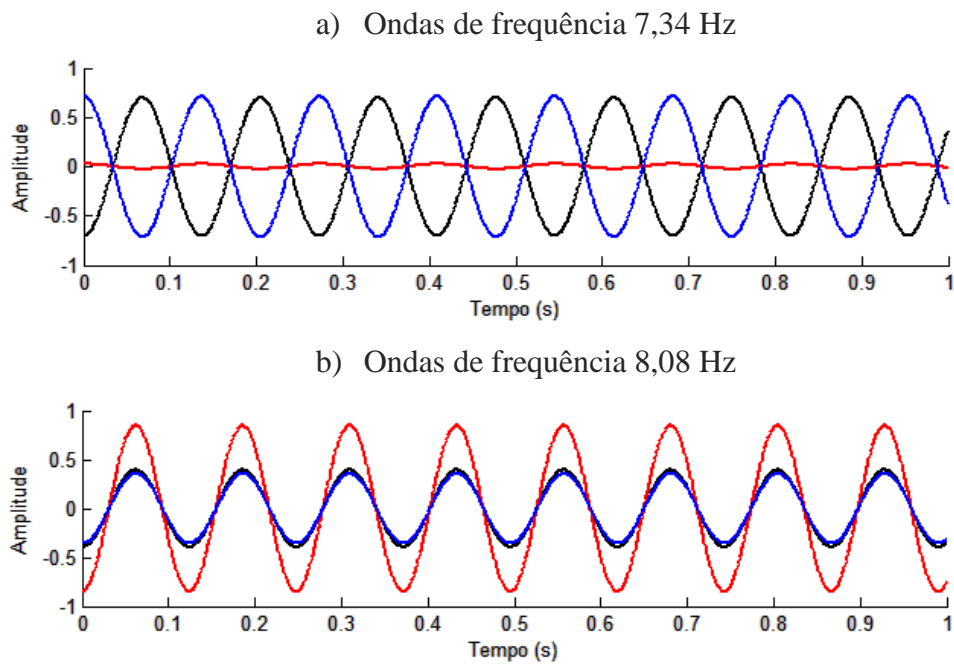 a) Ondas de frequência 7,34 Hz
1
0.5
0
-0.5
-1
Amplitude
0 0.1 0.2 0.3 0.4 0.5 0.6 0.7 0.8 0.9 1
Tempo (s)
b) Ondas de frequência 8,08 Hz
1
0.5
0
0.5
-1
Amplitude
0 0.1 0.2 0.3 0.4 0.5 0.6 0.7 0.8 0.9 1
Tempo (s)